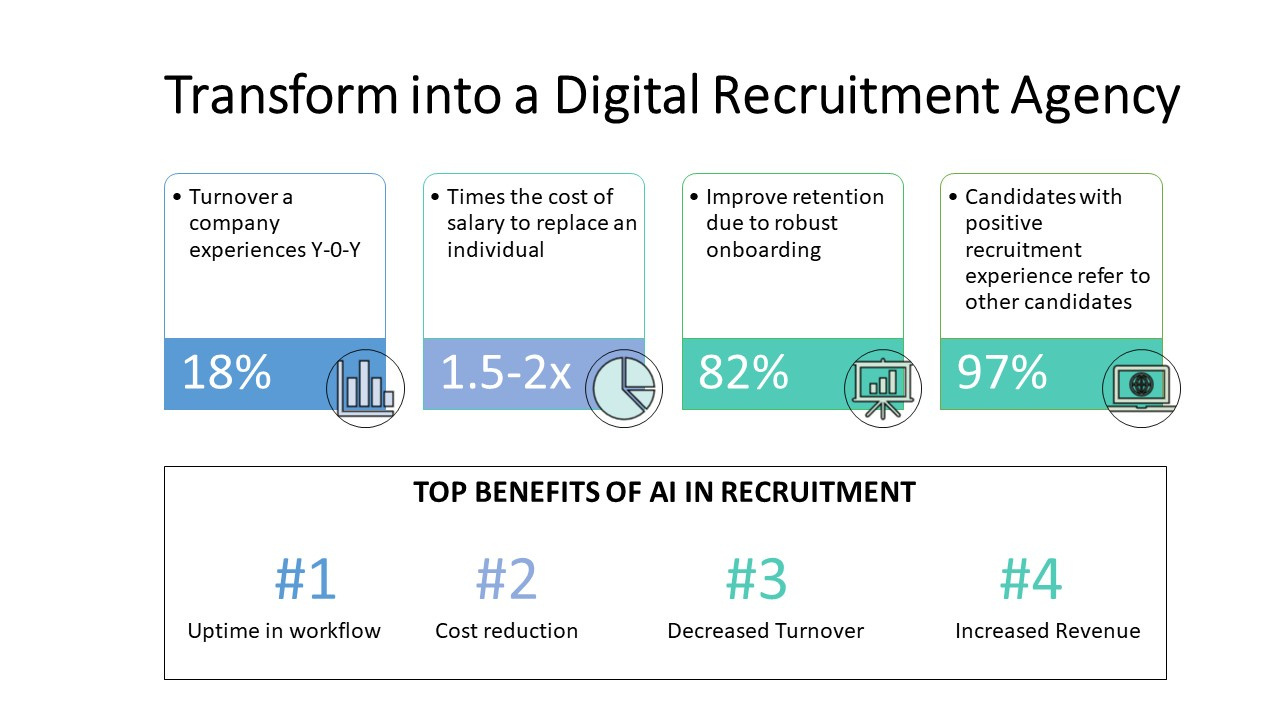 Transform into a Digital Recruitment Agency
• Turnover a
company
experiences Y-0-Y
18%
• Times the cost of
salary to replace an
individual
1.5-2x
• Improve retention
due to robust
onboarding
82%
• Candidates with
positive
recruitment
experience refer to
other candidates
97%
TOP BENEFITS OF AI IN RECRUITMENT
#1
Uptime in workflow
#2
Cost reduction
#3
Decreased Turnover
#4
Increased Revenue